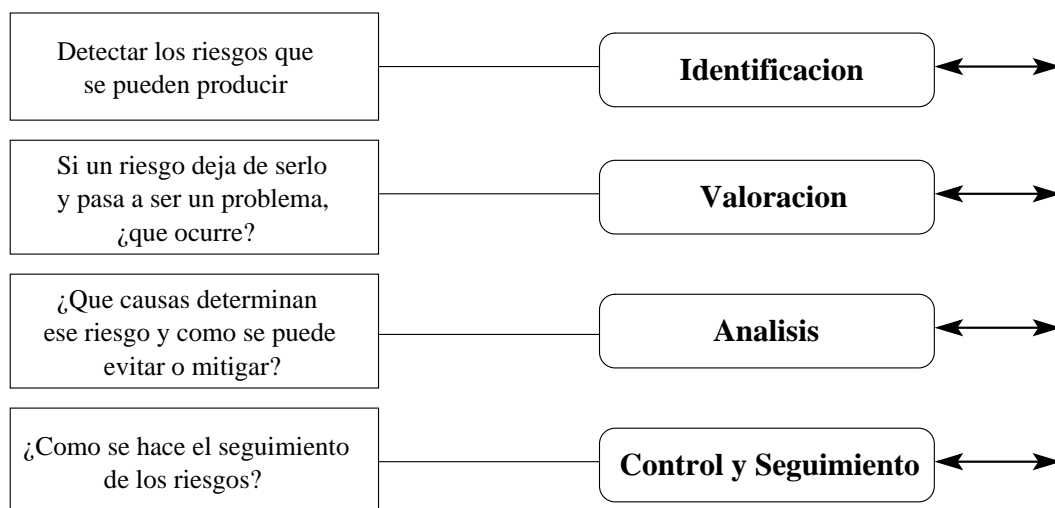 Detectar los riesgos que
se pueden producir
Identificacion
Si un riesgo deja de serlo
y pasa a ser un problema,
¿que ocurre?
Valoracion
¿Que causas determinan
ese riesgo y como se puede
evitar o mitigar?
Analisis
¿Como se hace el seguimiento
de los riesgos?
Control y Seguimiento